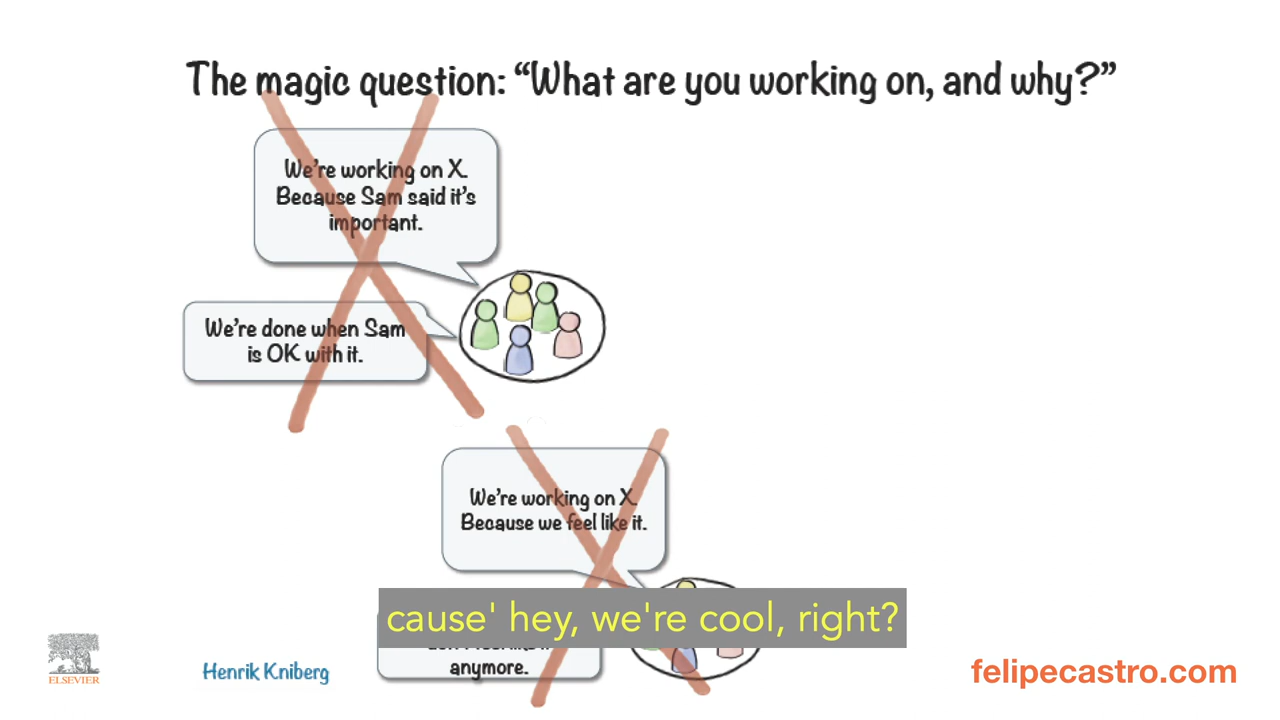 The magic question: “What are you working on, and why?”
We're working on X.
Because Sam said it's
important.
We're done when Sam
is OK with it.
We're working on X.
Because we feel like it.
cause' hey, we're cool, right?
anymore.
ELSEVIER
Henrik Kniberg
felipecastro.com